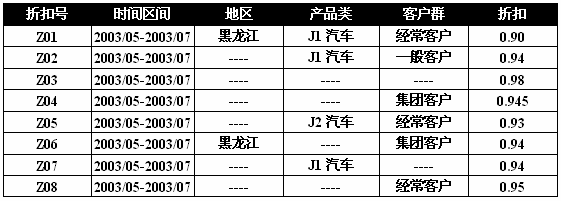 折扣号 时间区间 地区 产品类 客户群 折扣
Z01 2003/05-2003/07 黑龙江 J1 汽车 经常客户 0.90
Z02 2003/05-2003/07 ---- J1 汽车 一般客户 0.94
Z03 2003/05-2003/07 ---- ---- ---- 0.98
Z04 2003/05-2003/07 ---- ---- 集团客户 0.945
Z05 2003/05-2003/07 ---- J2 汽车 经常客户 0.93
Z06 2003/05-2003/07 黑龙江 ---- 集团客户 0.94
Z07 2003/05-2003/07 ---- J1 汽车 ---- 0.94
Z08 2003/05-2003/07 ---- ---- 经常客户 0.95